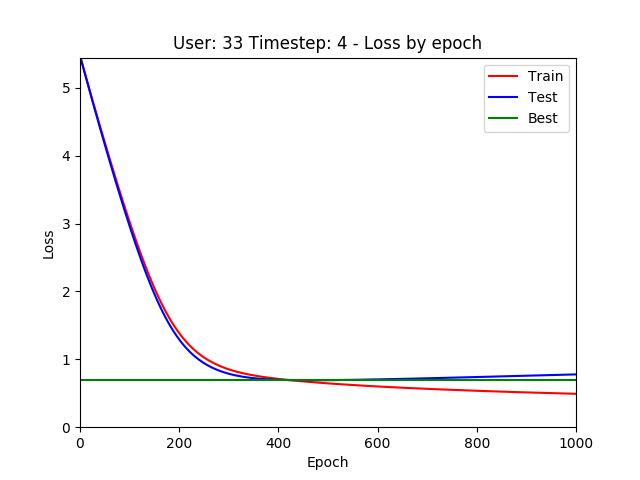 User: 33 Timestep: 4 - Loss by epoch
Train
Test
Best
Loss
5
4
3
2
1
0
0 200 400 600 800 1000
Epoch